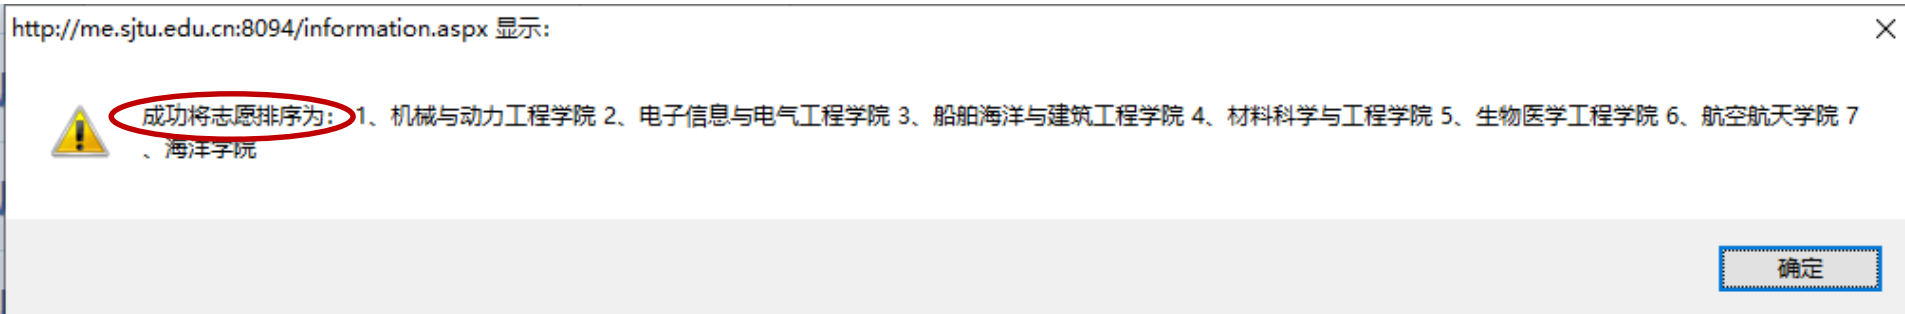 http://me.sjtu.edu.cn:8094/information.aspx 显示:
成功将志愿排序为: 1、机械与动力工程学院 2、电子信息与电气工程学院 3、船舶海洋与建筑工程学院 4、材料科学与工程学院 5、生物医学工程学院 6、航空航天学院 7
、海洋学院
确定